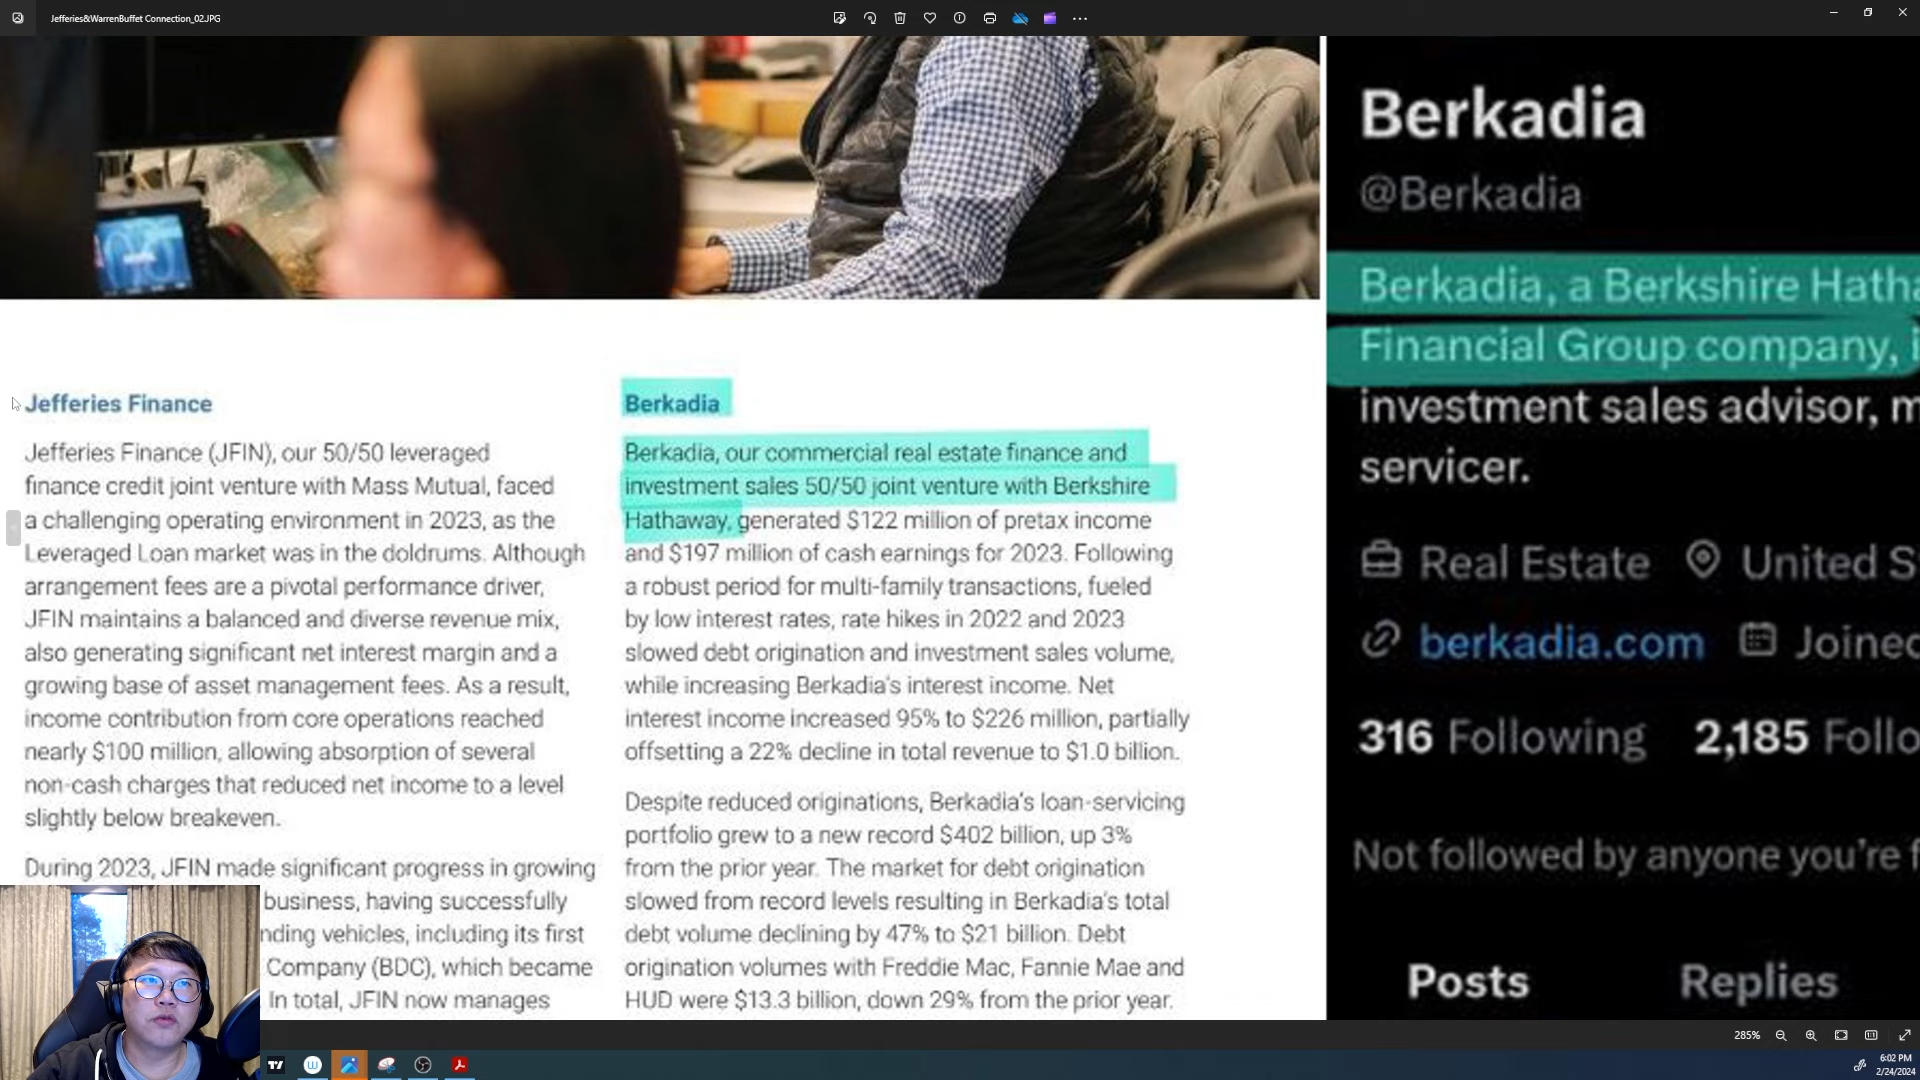 Jefferies&WarrenBuffet Connection_02.JPG
Jefferies Finance
Jefferies Finance (JFIN), our 50/50 leveraged
finance credit joint venture with Mass Mutual, faced
a challenging operating environment in 2023, as the
Leveraged Loan market was in the doldrums. Although
arrangement fees are a pivotal performance driver,
JFIN maintains a balanced and diverse revenue mix,
also generating significant net interest margin and a
growing base of asset management fees. As a result,
income contribution from core operations reached
nearly $100 million, allowing absorption of several
non-cash charges that reduced net income to a level
slightly below breakeven.
During 2023, JFIN made significant progress in growing
business, having successfully
nding vehicles, including its first
Company (BDC), which became
In total, JFIN now manages
Berkadia
Berkadia, our commercial real estate finance and
investment sales 50/50 joint venture with Berkshire
Hathaway, generated $122 million of pretax income
and $197 million of cash earnings for 2023. Following
a robust period for multi-family transactions, fueled
by low interest rates, rate hikes in 2022 and 2023
slowed debt origination and investment sales volume,
while increasing Berkadia's interest income. Net
interest income increased 95% to $226 million, partially
offsetting a 22% decline in total revenue to $1.0 billion.
Despite reduced originations, Berkadia's loan-servicing
portfolio grew to a new record $402 billion, up 3%
from the prior year. The market for debt origination
slowed from record levels resulting in Berkadia's total
debt volume declining by 47% to $21 billion. Debt
origination volumes with Freddie Mac, Fannie Mae and
HUD were $13.3 billion, down 29% from the prior year.
Berkadia
@Berkadia
Berkadia, a Berkshire Hatha
Financial Group company, i
investment sales advisor, m
servicer.
Real Estate United S
berkadia.com Joined
316 Following 2,185 Follo
Not followed by anyone you're f
Posts Replies
285%
6:02 PM
2/24/2024